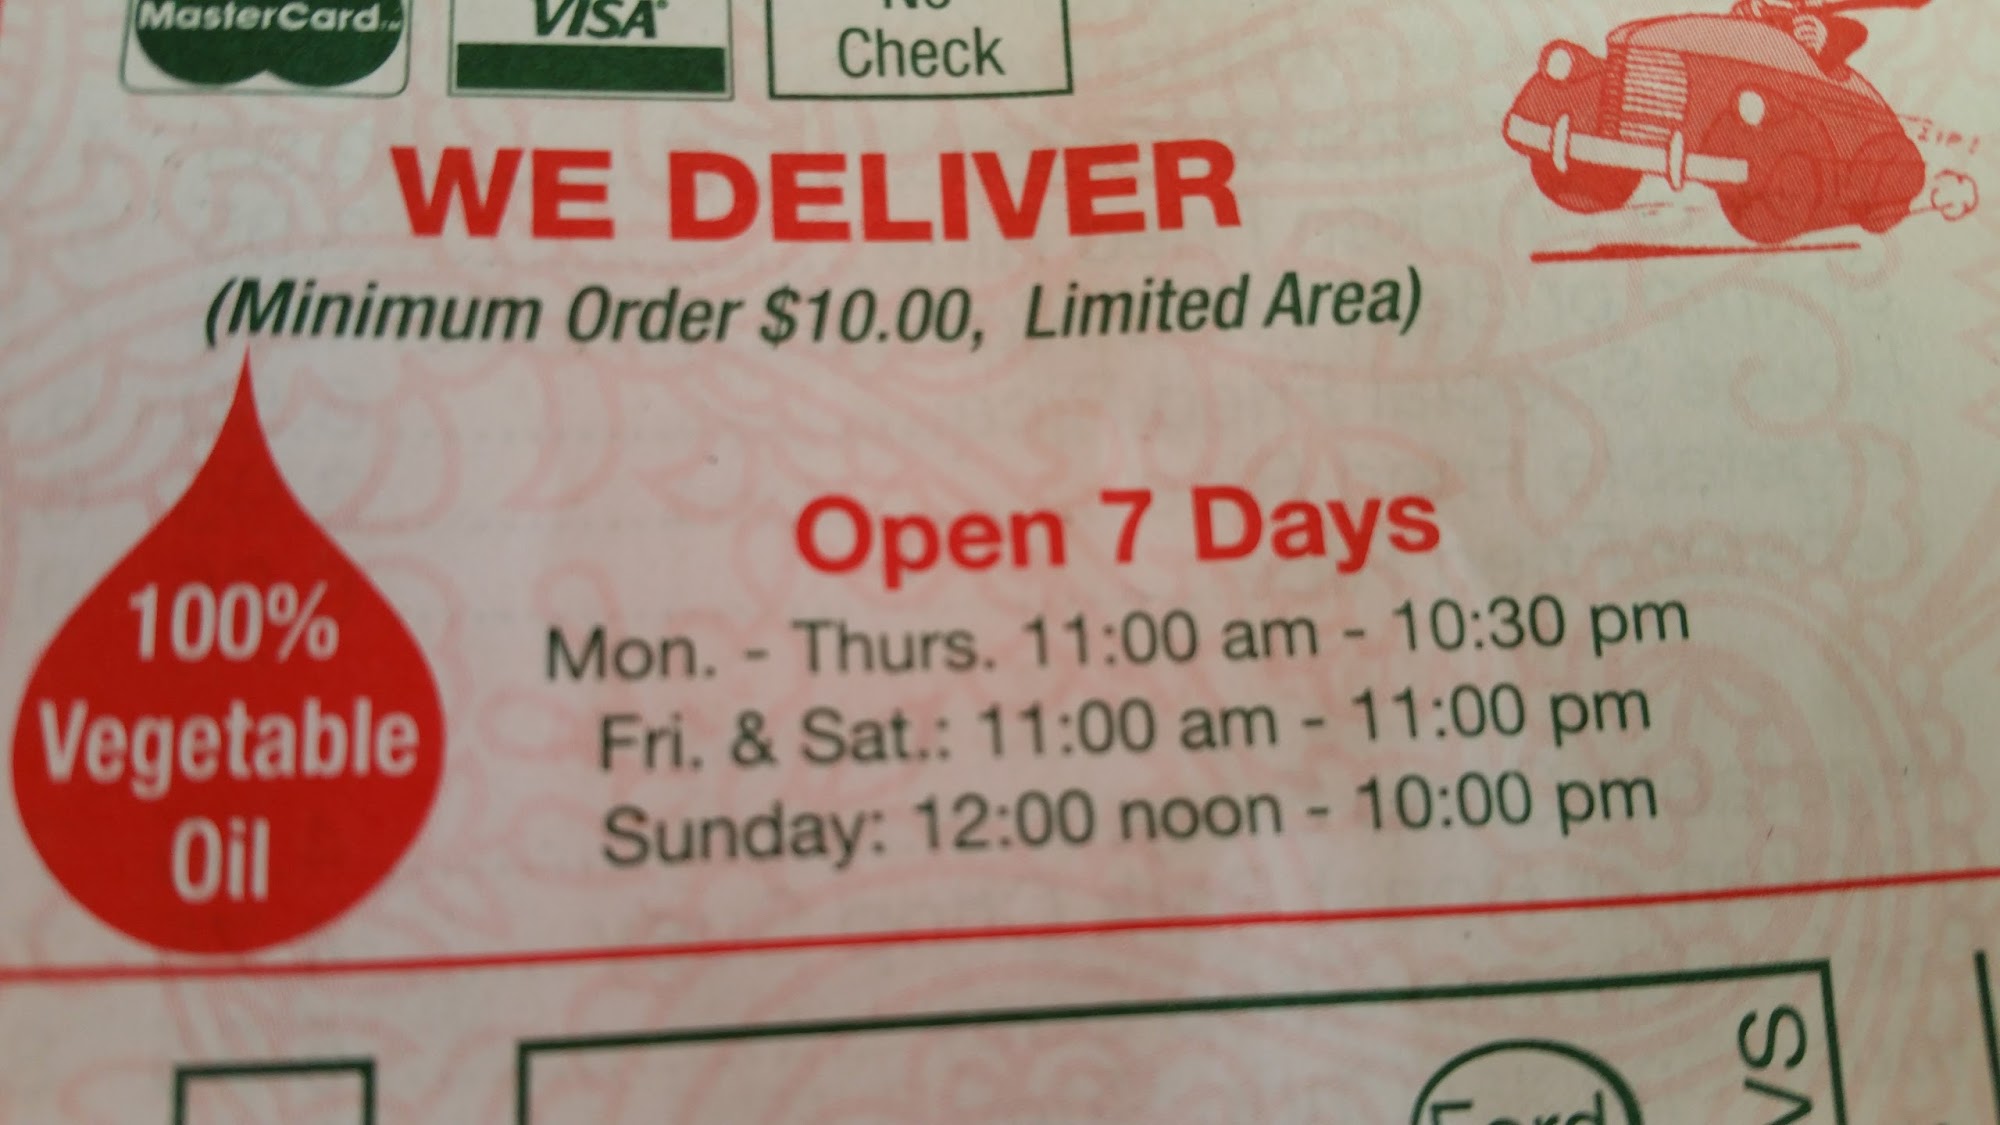 MasterCard
VISA
No
Check
WE DELIVER
(Minimum Order $10.00, Limited Area)
ZIP!
Open 7 Days
Mon. - Thurs. 11:00 am - 10:30 pm
Fri. & Sat.: 11:00 am - 11:00 pm
Sunday: 12:00 noon - 10:00 pm
100%
Vegetable
Oil